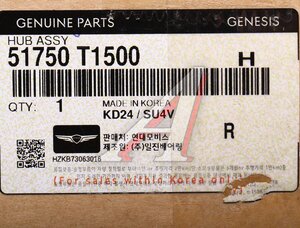 GENUINE PARTS GENESIS
HUB ASSY
51750 T1500 H
QTY: 1 MADE IN KOREA
KD24 / SU4V
판매처: 현대모비스 R
제조원: (주)일진베어링
HZKB73063016
(For sales within Korea only)